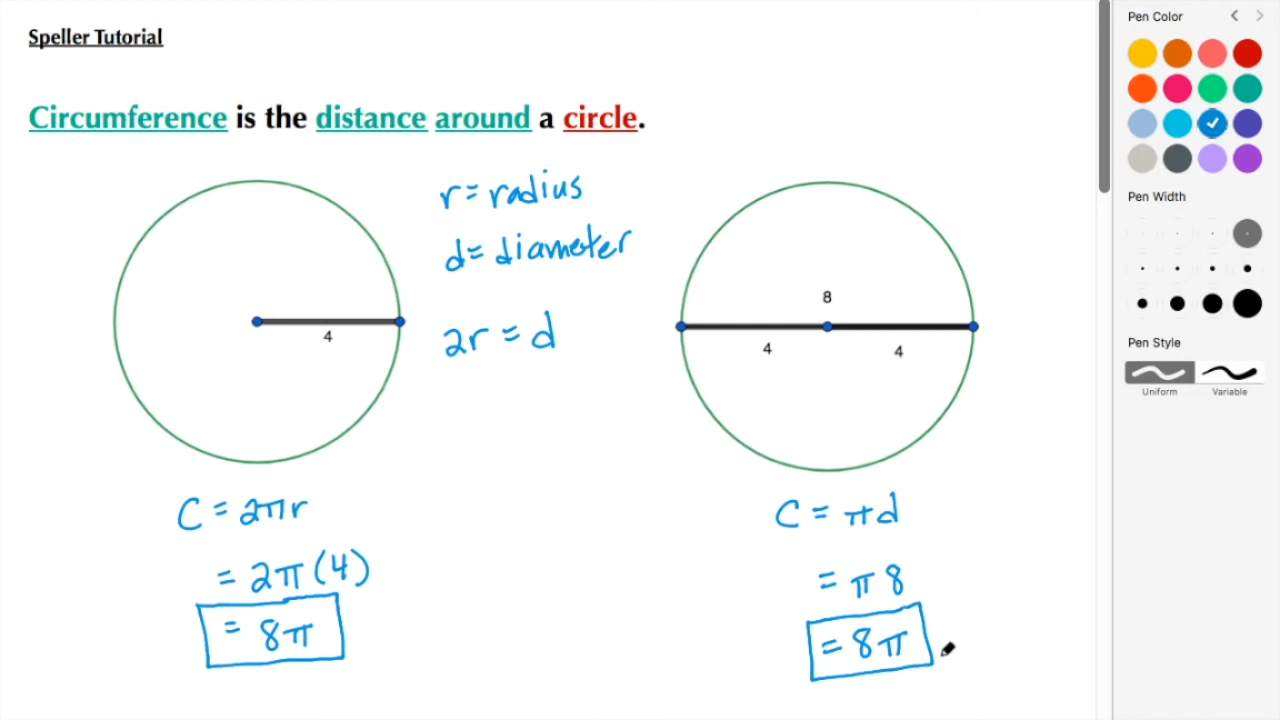 Speller Tutorial
Circumference is the distance around a circle.
r = radius
d = diameter
2r = d
4
8
4 4
C = 2πr
= 2π(4)
= 8π
C = πd
= π8
= 8π
Pen Color
Pen Width
Pen Style
Uniform Variable